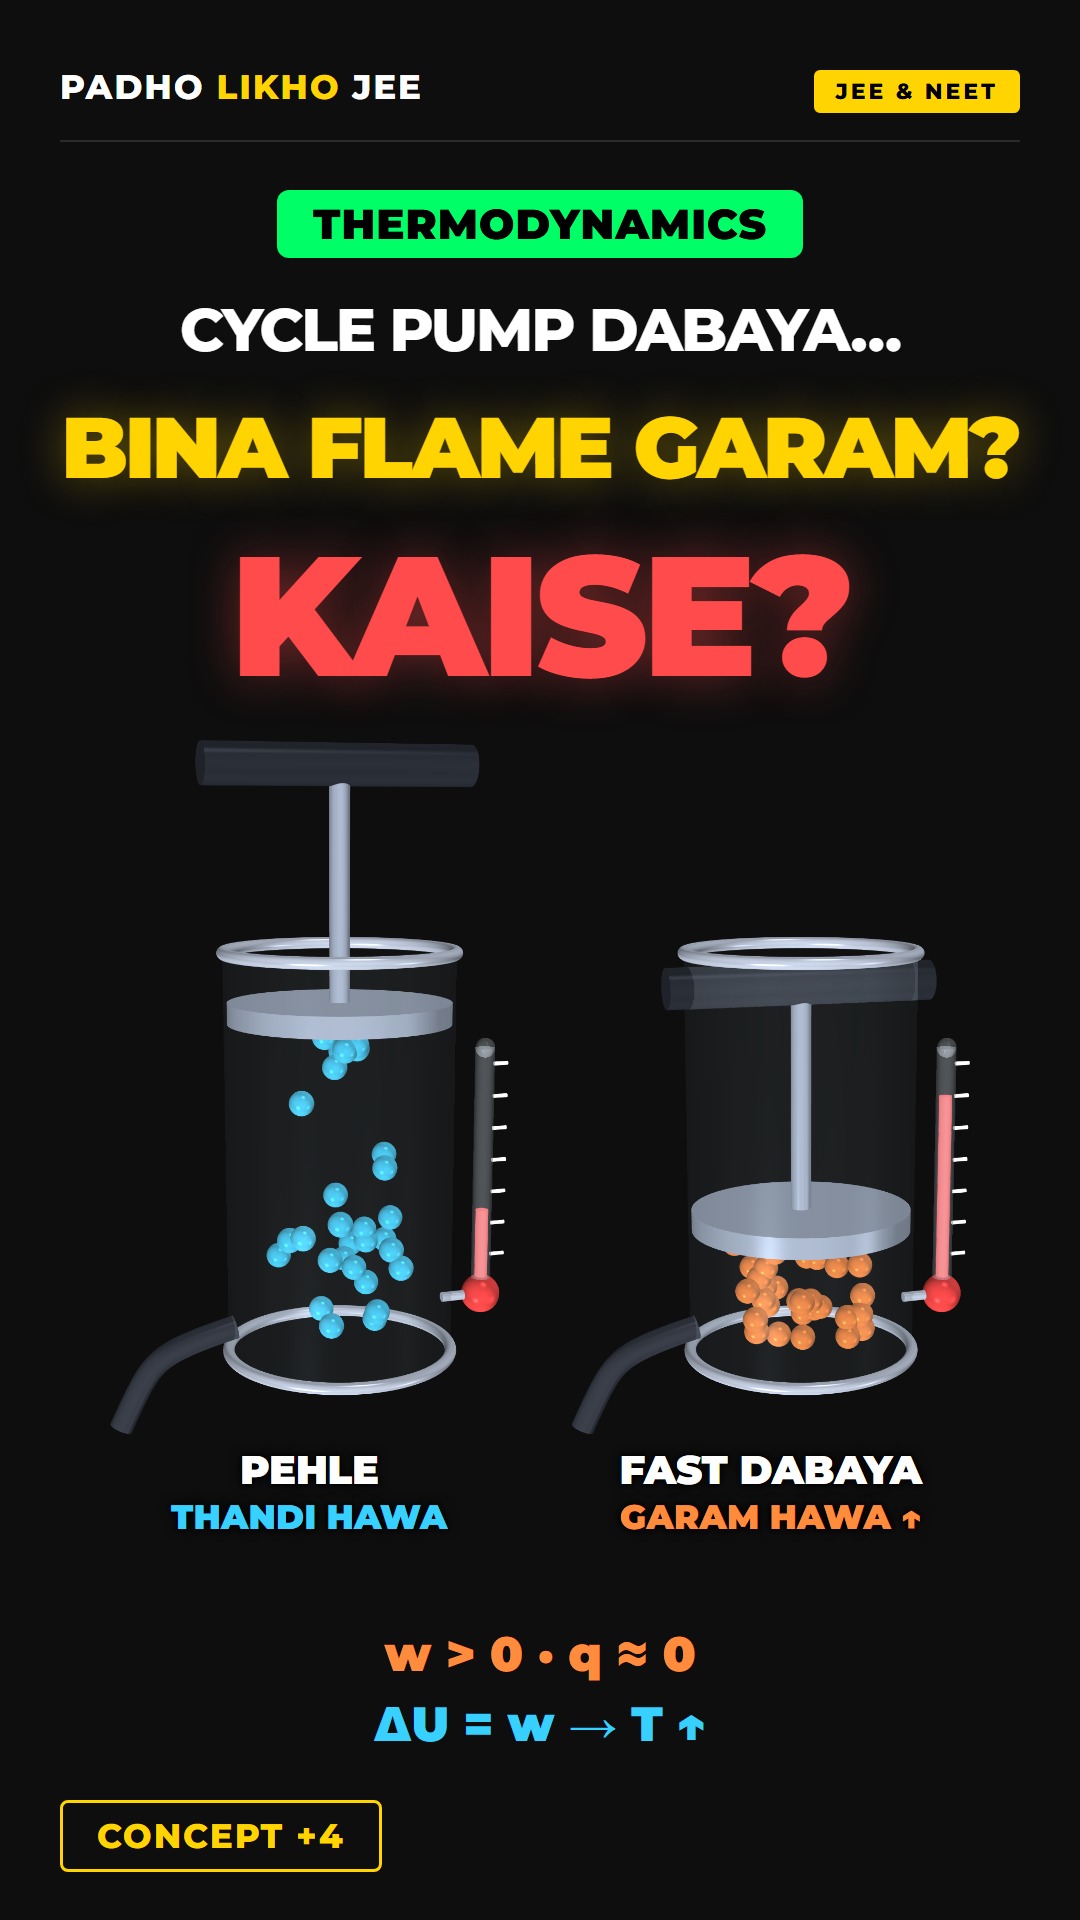 PADHO LIKHO JEE
JEE & NEET
THERMODYNAMICS
CYCLE PUMP DABAYA...
BINA FLAME GARAM?
KAISE?
PEHLE
THANDI HAWA
FAST DABAYA
GARAM HAWA ↑
w > 0 • q ≈ 0
ΔU = w → T ↑
CONCEPT +4